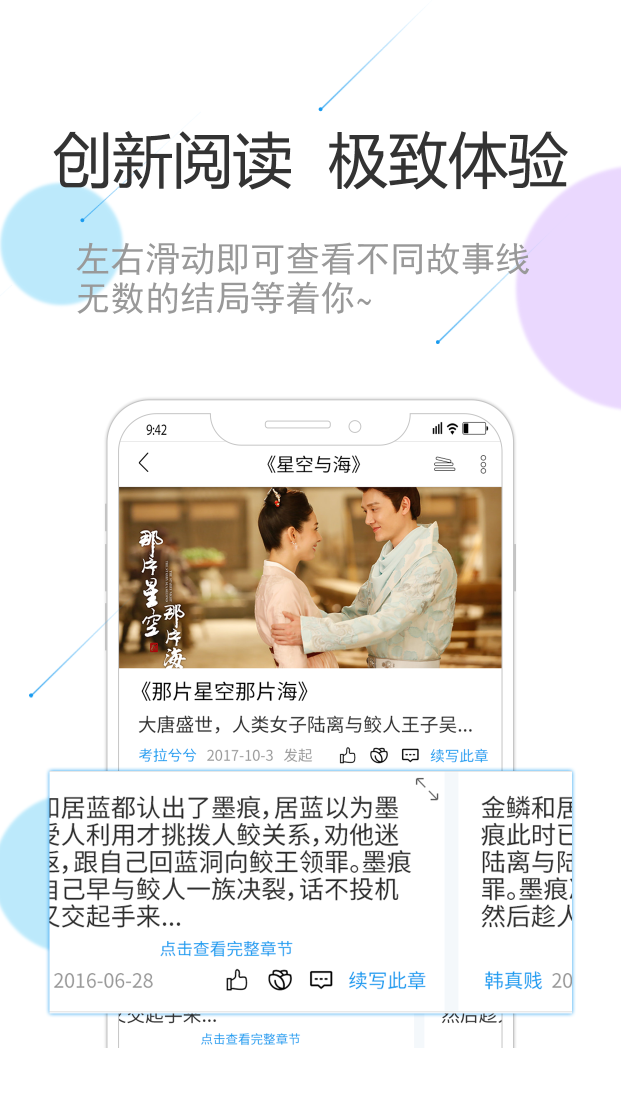 创新阅读 极致体验
左右滑动即可查看不同故事线
无数的结局等着你~
9:42
《星空与海》
那片星空
那片海
《那片星空那片海》
大唐盛世，人类女子陆离与鲛人王子吴...
考拉兮兮 2017-10-3 发起 续写此章
和居蓝都认出了墨痕，居蓝以为墨
受人利用才挑拨人鲛关系，劝他迷
返，跟自己回蓝洞向鲛王领罪。墨痕
自己早与鲛人一族决裂，话不投机
又交起手来...
点击查看完整章节
2016-06-28 续写此章
金鳞和居
痕此时已
陆离与陆
罪。墨痕
然后趁人
韩真贱 20
又交起手来...
然后趁
点击查看完整章节